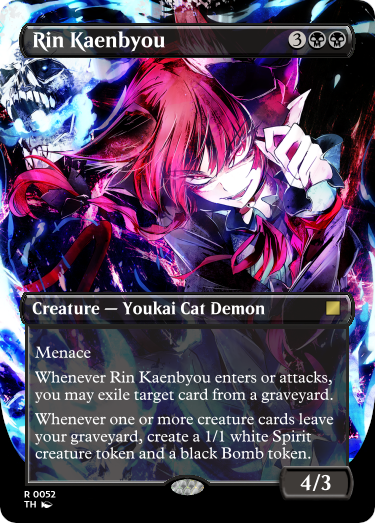 Rin Kaenbyou 3
Creature — Youkai Cat Demon
Menace
Whenever Rin Kaenbyou enters or attacks,
you may exile target card from a graveyard.
Whenever one or more creature cards leave
your graveyard, create a 1/1 white Spirit
creature token and a black Bomb token.
4/3
R 0052
TH